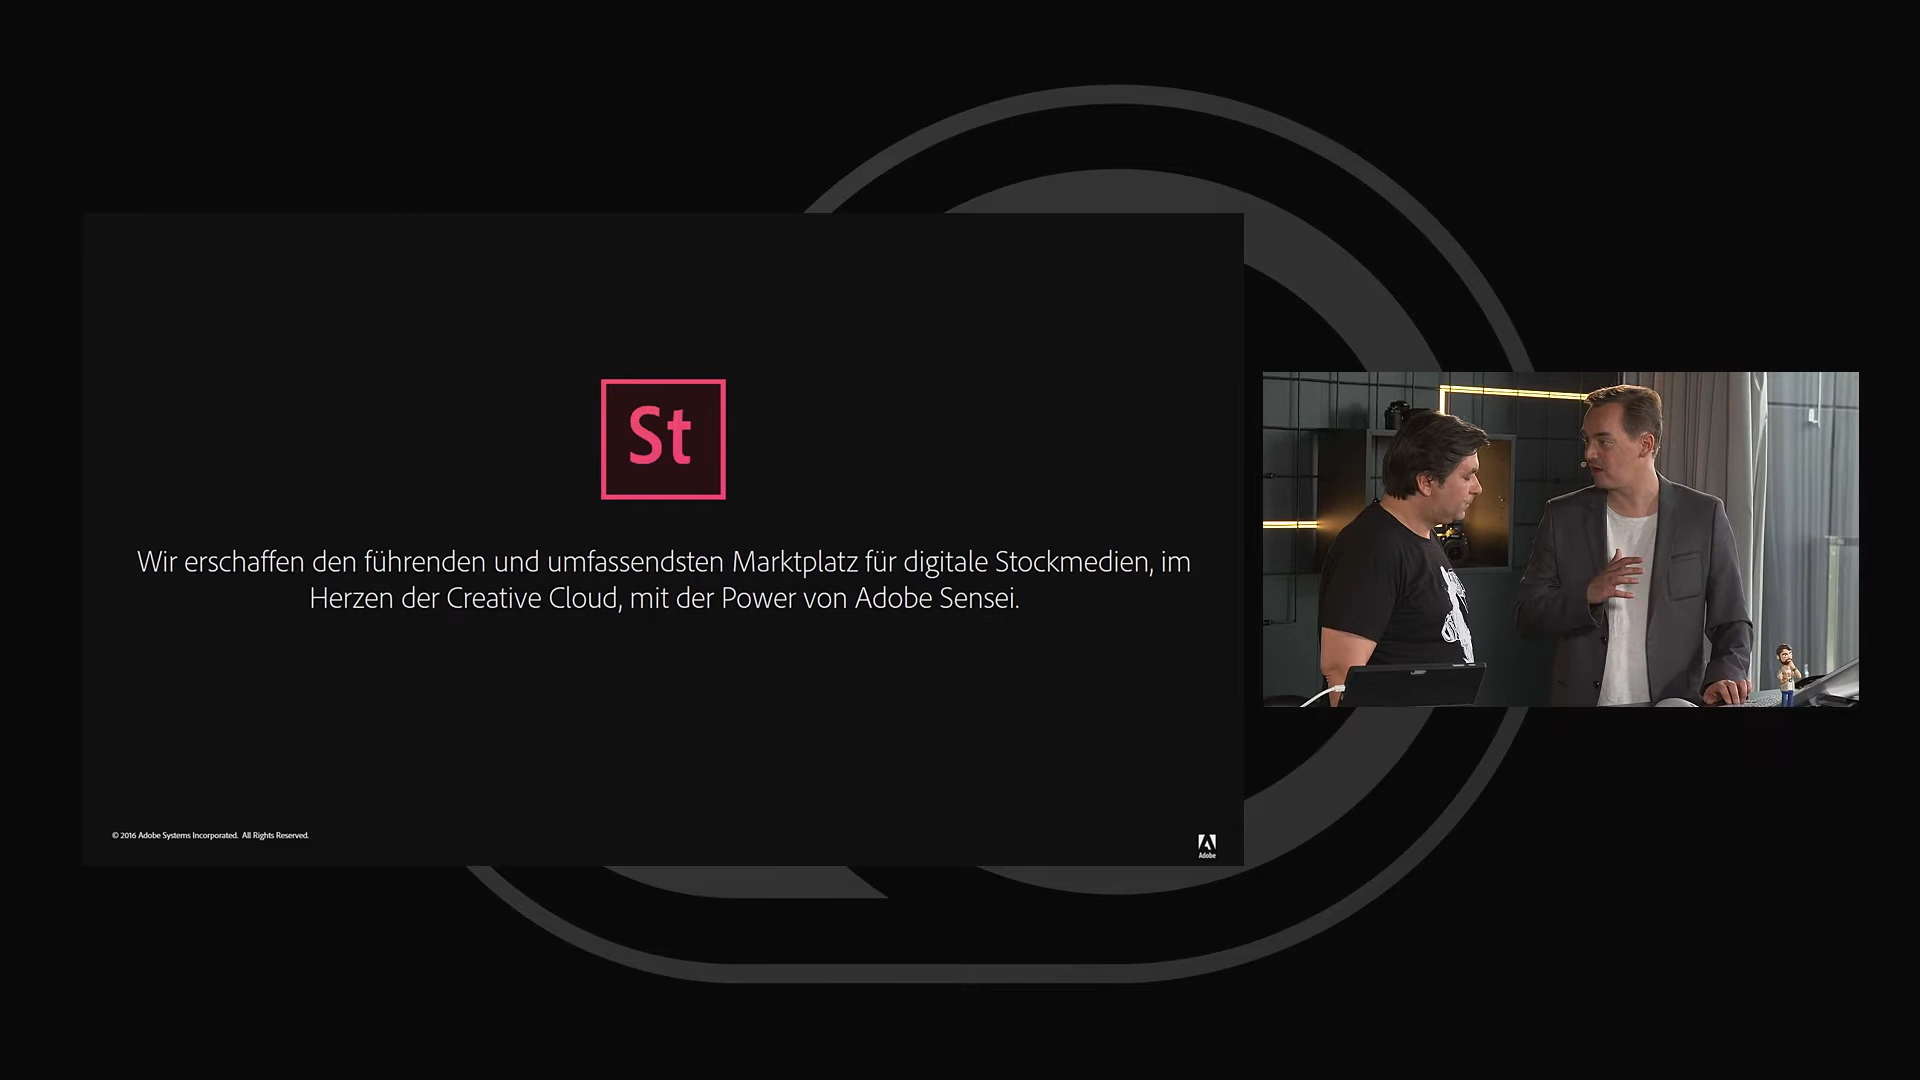 St
Wir erschaffen den führenden und umfassendsten Marktplatz für digitale Stockmedien, im
Herzen der Creative Cloud, mit der Power von Adobe Sensei.
© 2016 Adobe Systems Incorporated. All Rights Reserved.
Adobe